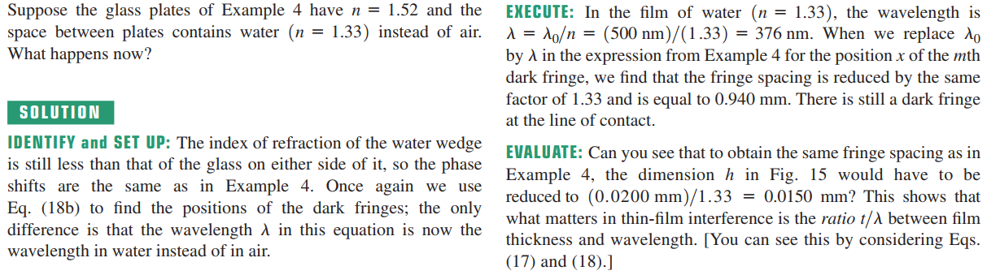 Suppose the glass plates of Example 4 have n = 1.52 and the
space between plates contains water (n = 1.33) instead of air.
What happens now?
SOLUTION
IDENTIFY and SET UP: The index of refraction of the water wedge
is still less than that of the glass on either side of it, so the phase
shifts are the same as in Example 4. Once again we use
Eq. (18b) to find the positions of the dark fringes; the only
difference is that the wavelength λ in this equation is now the
wavelength in water instead of in air.
EXECUTE: In the film of water (n = 1.33), the wavelength is
λ = λ₀/n = (500 nm)/(1.33) = 376 nm. When we replace λ₀
by λ in the expression from Example 4 for the position x of the mth
dark fringe, we find that the fringe spacing is reduced by the same
factor of 1.33 and is equal to 0.940 mm. There is still a dark fringe
at the line of contact.
EVALUATE: Can you see that to obtain the same fringe spacing as in
Example 4, the dimension h in Fig. 15 would have to be
reduced to (0.0200 mm)/1.33 = 0.0150 mm? This shows that
what matters in thin-film interference is the ratio t/λ between film
thickness and wavelength. [You can see this by considering Eqs.
(17) and (18).]